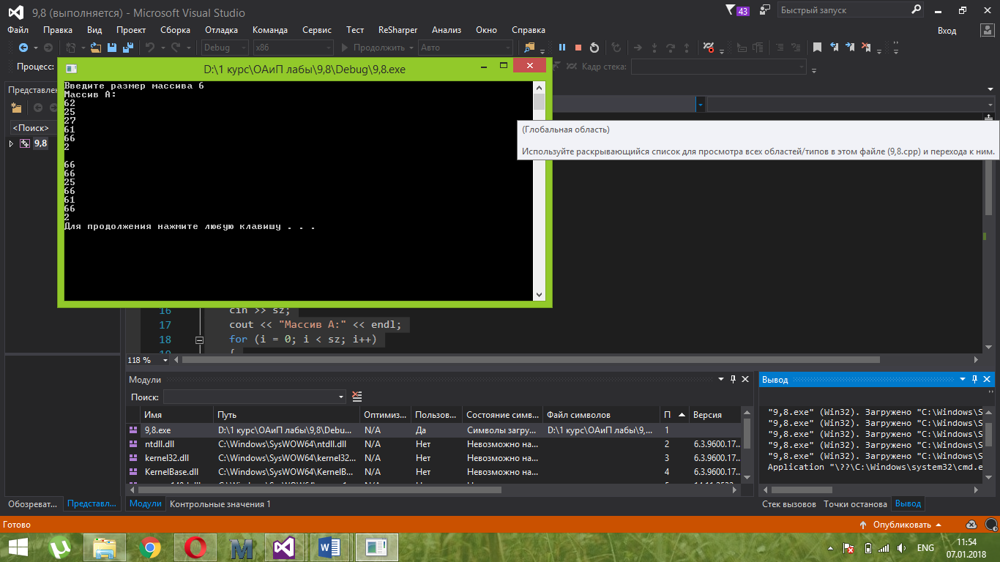 9,8 (выполняется) - Microsoft Visual Studio
43
Быстрый запуск
Файл Правка Вид Проект Сборка Отладка Команда Сервис Тест ReSharper Анализ Окно Справка
Вход
Debug x86 Продолжить Авто
Процесс:
Кадр стека:
D:\1 курс\ОАиП лабы\9,8\Debug\9,8.exe
Введите размер массива 6
Массив А:
62
25
27
61
66
2
66
66
25
66
61
66
2
Для продолжения нажмите любую клавишу . . .
<Поиск>
9,8
(Глобальная область)
Используйте раскрывающийся список для просмотра всех областей/типов в этом файле (9,8.cpp) и перехода к ним.
16 cin >> sz;
17 cout << "Массив А:" << endl;
18 for (i = 0; i < sz; i++)
19 {
118 %
Модули
Поиск:
Имя Путь Оптимиз... Пользов... Состояние симв... Файл символов П Версия
9,8.exe D:\1 курс\ОАиП лабы\9,8\Debu... N/A Да Символы загру... D:\1 курс\ОАиП лабы\9,... 1
ntdll.dll C:\Windows\SysWOW64\ntdll.dll N/A Нет Невозможно на... 2 6.3.9600.17...
kernel32.dll C:\Windows\SysWOW64\kernel32... N/A Нет Невозможно на... 3 6.3.9600.17...
KernelBase.dll C:\Windows\SysWOW64\KernelB... N/A Нет Невозможно на... 4 6.3.9600.17...
Модули Контрольные значения 1
Вывод
"9,8.exe" (Win32). Загружено "C:\Windows\S
"9,8.exe" (Win32). Загружено "C:\Windows\S
"9,8.exe" (Win32). Загружено "C:\Windows\S
"9,8.exe" (Win32). Загружено "C:\Windows\S
"9,8.exe" (Win32). Загружено "C:\Windows\S
Application "\??\C:\Windows\system32\cmd.e
Стек вызовов Точки останова Вывод
Обозреват... Представл...
Готово
Опубликовать
ENG
11:54
07.01.2018